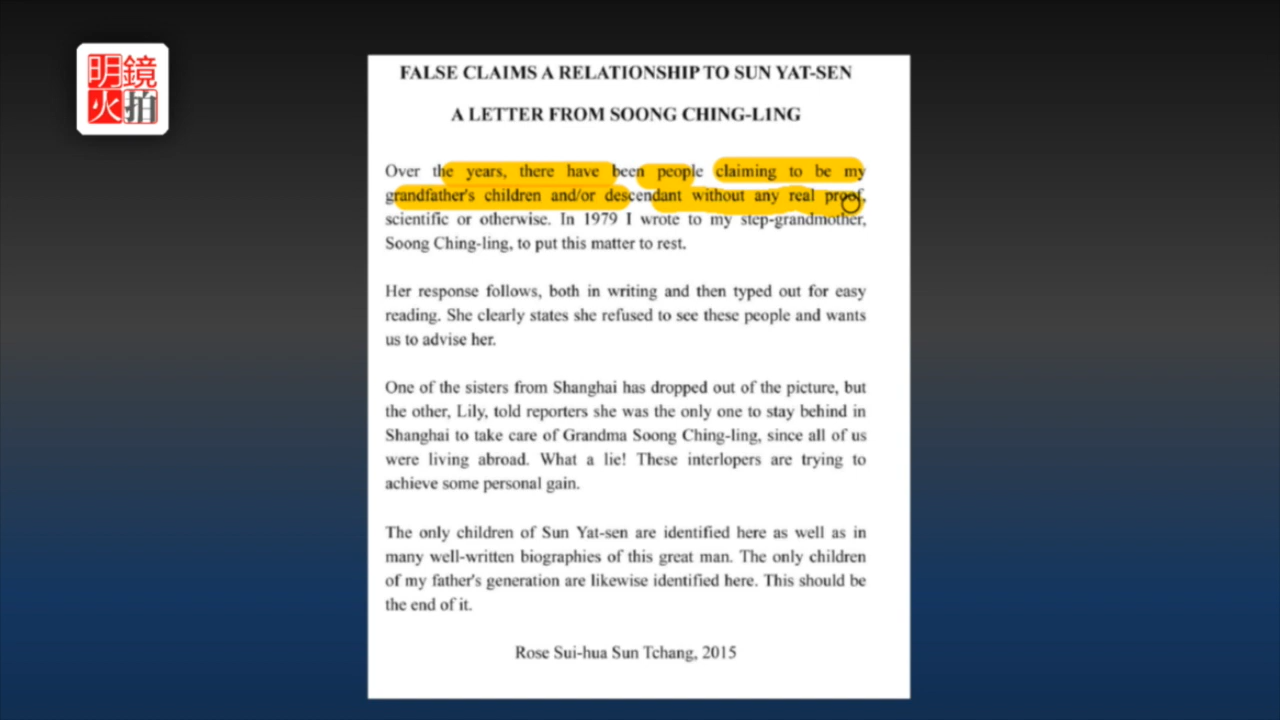 明鏡
火拍
FALSE CLAIMS A RELATIONSHIP TO SUN YAT-SEN
A LETTER FROM SOONG CHING-L1NG
Over the years, there have been people claiming to be my
grandfather's children and/or descendant without any real proof,
scientific or otherwise. In 1979 I wrote to my step-grandmother,
Soong Ching-ling, to put this matter to rest.
Her response follows, both in writing and then typed out for easy
reading. She clearly states she refused to see these people and wants
us to advise her.
One of the sisters from Shanghai has dropped out of the picture, but
the other, Lily, told reporters she was the only one to stay behind in
Shanghai to take care of Grandma Soong Ching-ling, since all of us
were living abroad. What a lie! These interlopers are trying to
achieve some personal gain.
The only children of Sun Yat-sen are identified here as well as in
many well-written biographies of this great man. The only children
of my father's generation are likewise identified here. This should be
the end of it.
Rose Sui-hua Sun Tchang, 2015